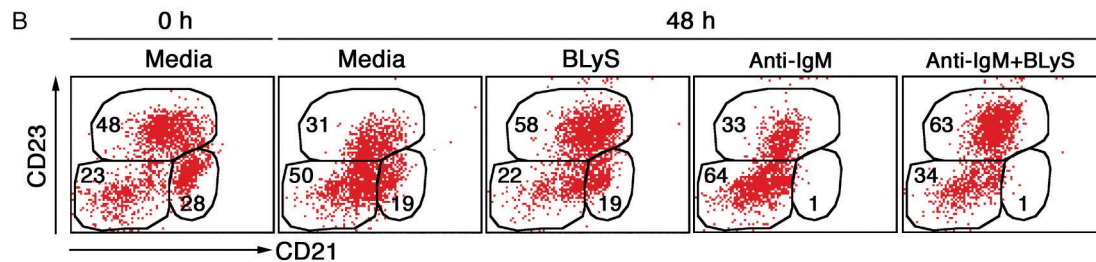 B
0 h 48 h
Media Media BLyS Anti-IgM Anti-IgM+BLyS
CD23
48 31 58 33 63
23 50 22 64 34
28 19 19 1 1
CD21